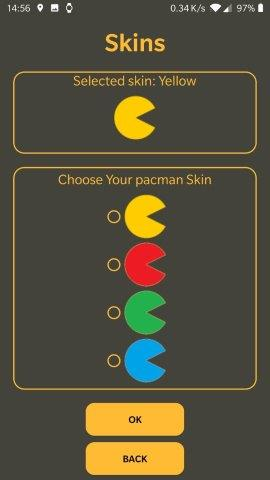 14:56 0.34 K/s 97%
Skins
Selected skin: Yellow
Choose Your pacman Skin
OK
BACK